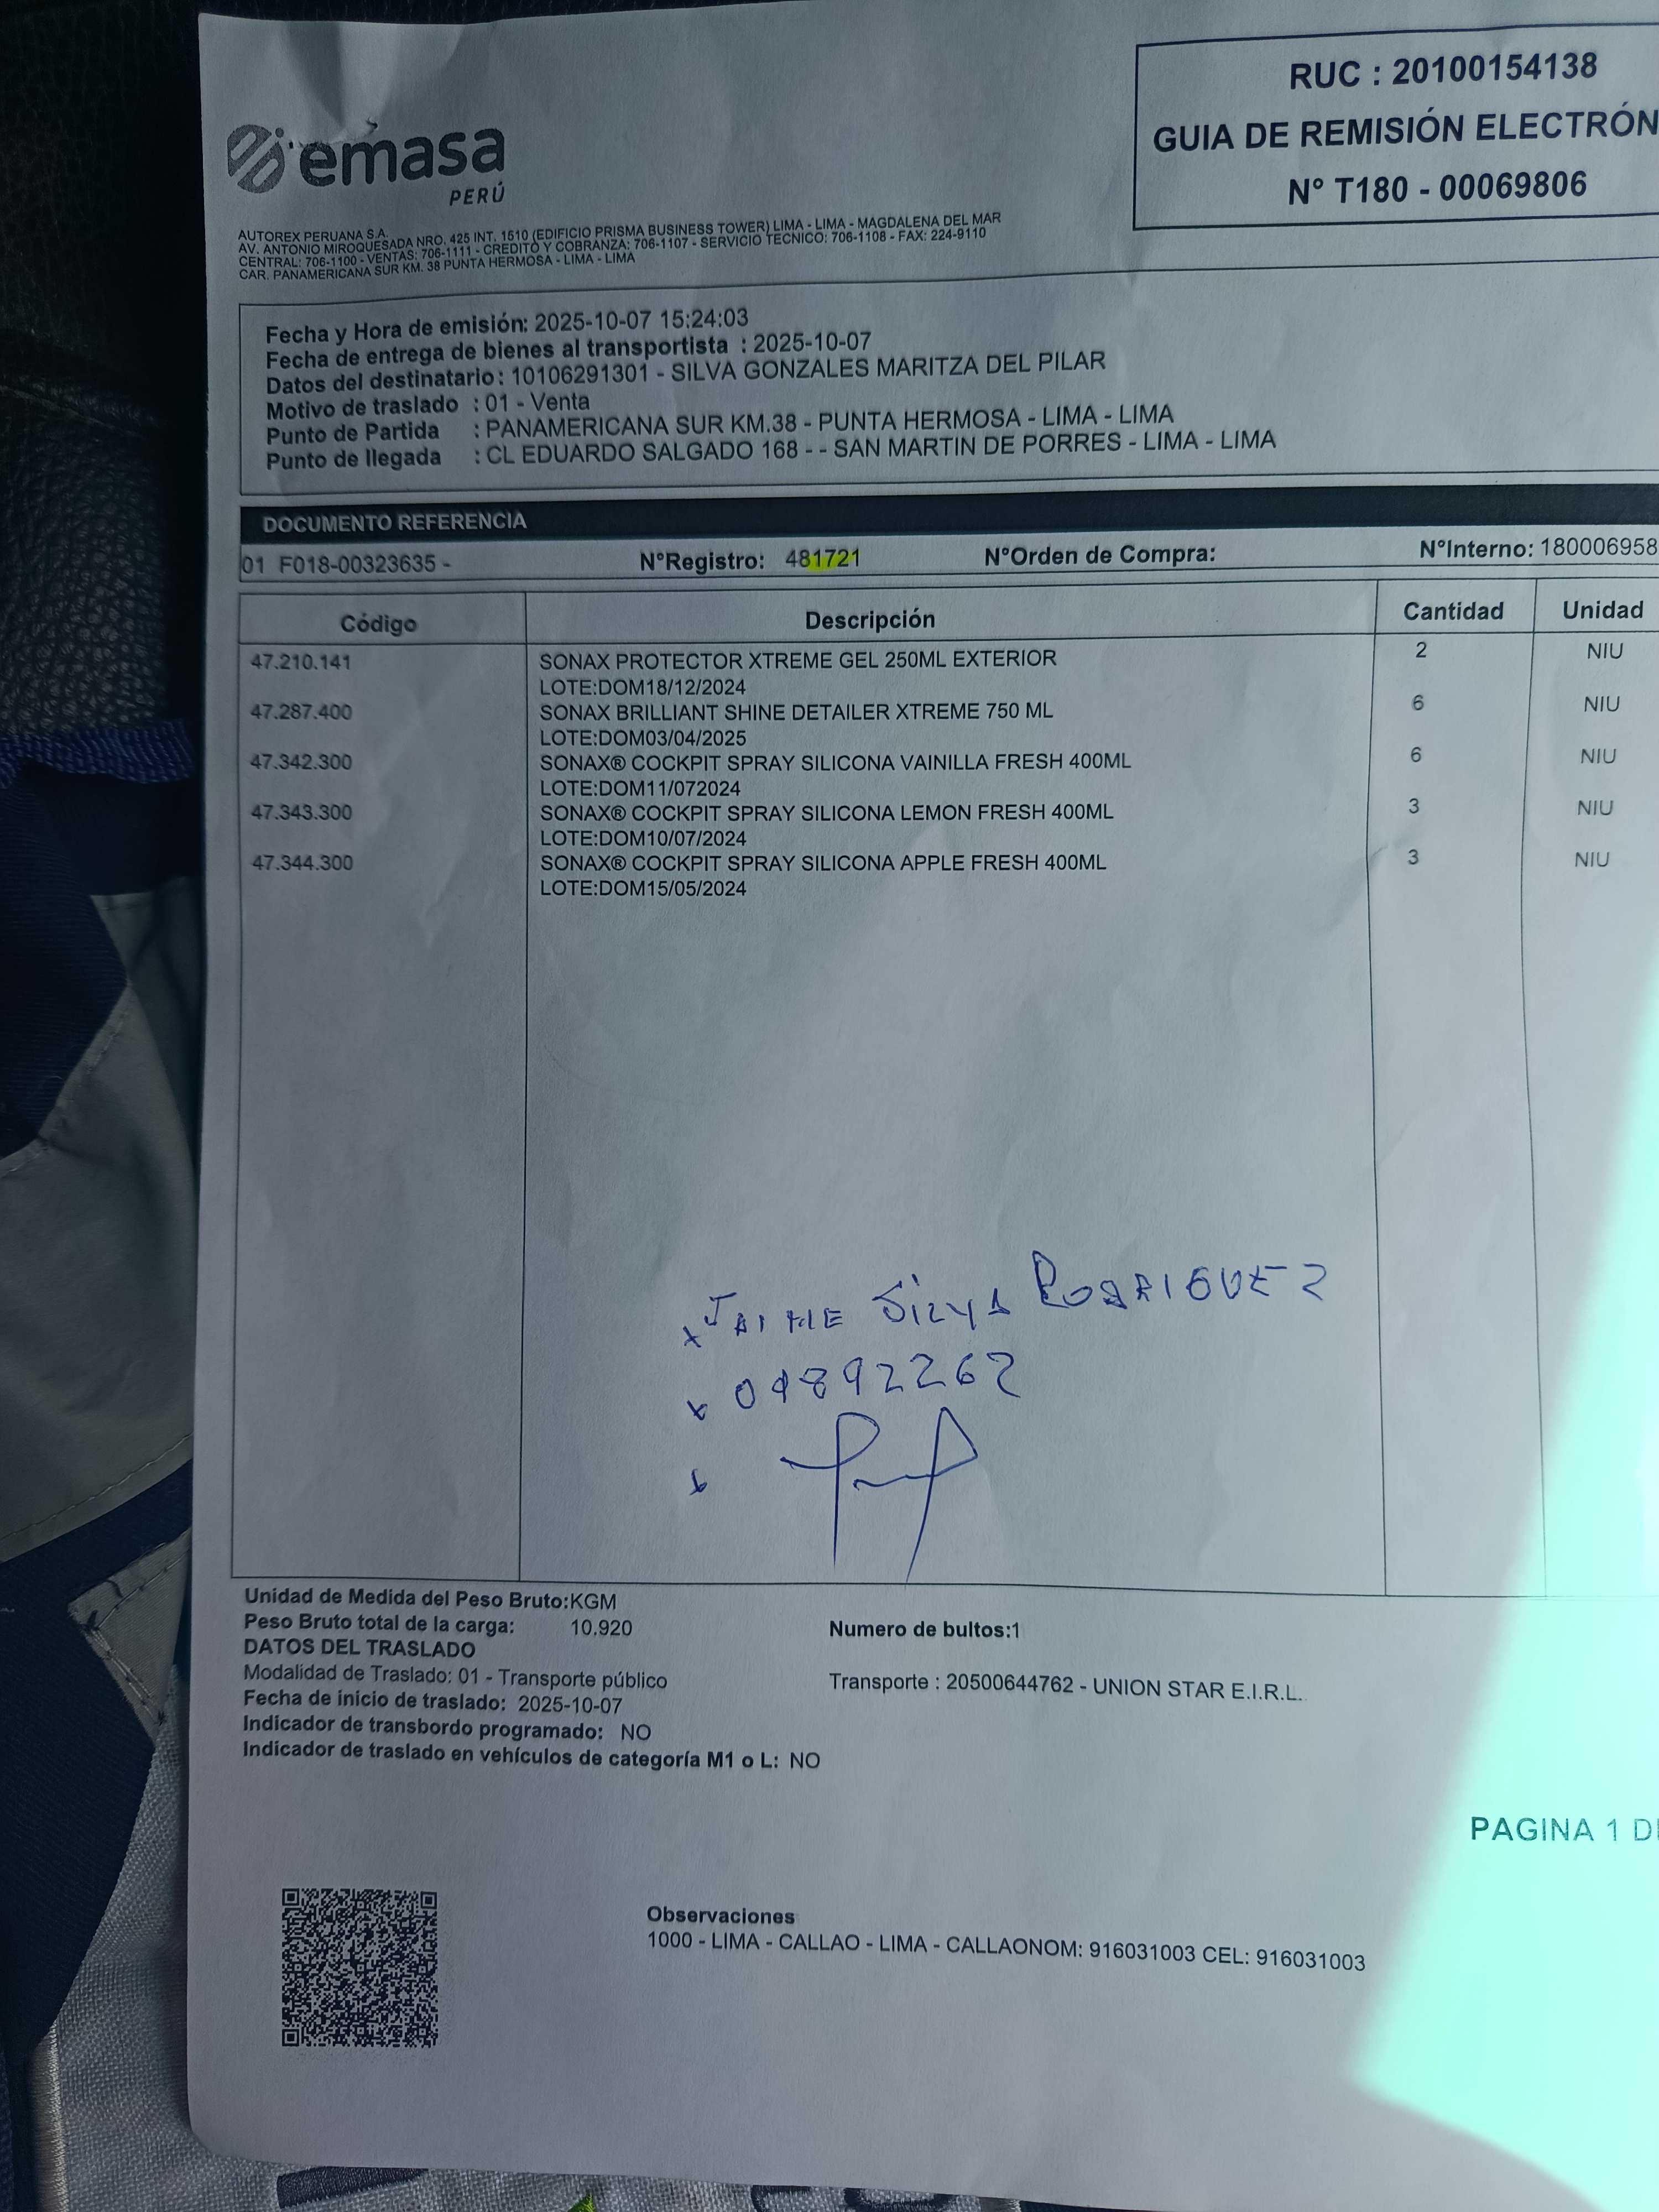 RUC : 20100154138
GUIA DE REMISIÓN ELECTRÓN
N° T180 - 00069806
emasa
PERÚ
AUTOREX PERUANA S.A.
AV. ANTONIO MIROQUESADA NRO. 425 INT. 1510 (EDIFICIO PRISMA BUSINESS TOWER) LIMA - LIMA - MAGDALENA DEL MAR
CENTRAL: 706-1100 - VENTAS: 706-1111 - CREDITO Y COBRANZA: 706-1107 - SERVICIO TECNICO: 706-1108 - FAX: 224-9110
CAR. PANAMERICANA SUR KM. 38 PUNTA HERMOSA - LIMA - LIMA
Fecha y Hora de emisión: 2025-10-07 15:24:03
Fecha de entrega de bienes al transportista : 2025-10-07
Datos del destinatario : 10106291301 - SILVA GONZALES MARITZA DEL PILAR
Motivo de traslado : 01 - Venta
Punto de Partida : PANAMERICANA SUR KM.38 - PUNTA HERMOSA - LIMA - LIMA
Punto de llegada : CL EDUARDO SALGADO 168 - - SAN MARTIN DE PORRES - LIMA - LIMA
DOCUMENTO REFERENCIA
01 F018-00323635 - N°Registro: 481721 N°Orden de Compra: N°Interno: 180006958
Código Descripción Cantidad Unidad
47.210.141 SONAX PROTECTOR XTREME GEL 250ML EXTERIOR 2 NIU
LOTE:DOM18/12/2024
47.287.400 SONAX BRILLIANT SHINE DETAILER XTREME 750 ML 6 NIU
LOTE:DOM03/04/2025
47.342.300 SONAX® COCKPIT SPRAY SILICONA VAINILLA FRESH 400ML 6 NIU
LOTE:DOM11/072024
47.343.300 SONAX® COCKPIT SPRAY SILICONA LEMON FRESH 400ML 3 NIU
LOTE:DOM10/07/2024
47.344.300 SONAX® COCKPIT SPRAY SILICONA APPLE FRESH 400ML 3 NIU
LOTE:DOM15/05/2024
x JAIME SILVA RODRIGUEZ
x 09892262
x
Unidad de Medida del Peso Bruto:KGM
Peso Bruto total de la carga: 10.920 Numero de bultos:1
DATOS DEL TRASLADO
Modalidad de Traslado: 01 - Transporte público Transporte : 20500644762 - UNION STAR E.I.R.L.
Fecha de inicio de traslado: 2025-10-07
Indicador de transbordo programado: NO
Indicador de traslado en vehículos de categoría M1 o L: NO
PAGINA 1 DE
Observaciones
1000 - LIMA - CALLAO - LIMA - CALLAONOM: 916031003 CEL: 916031003